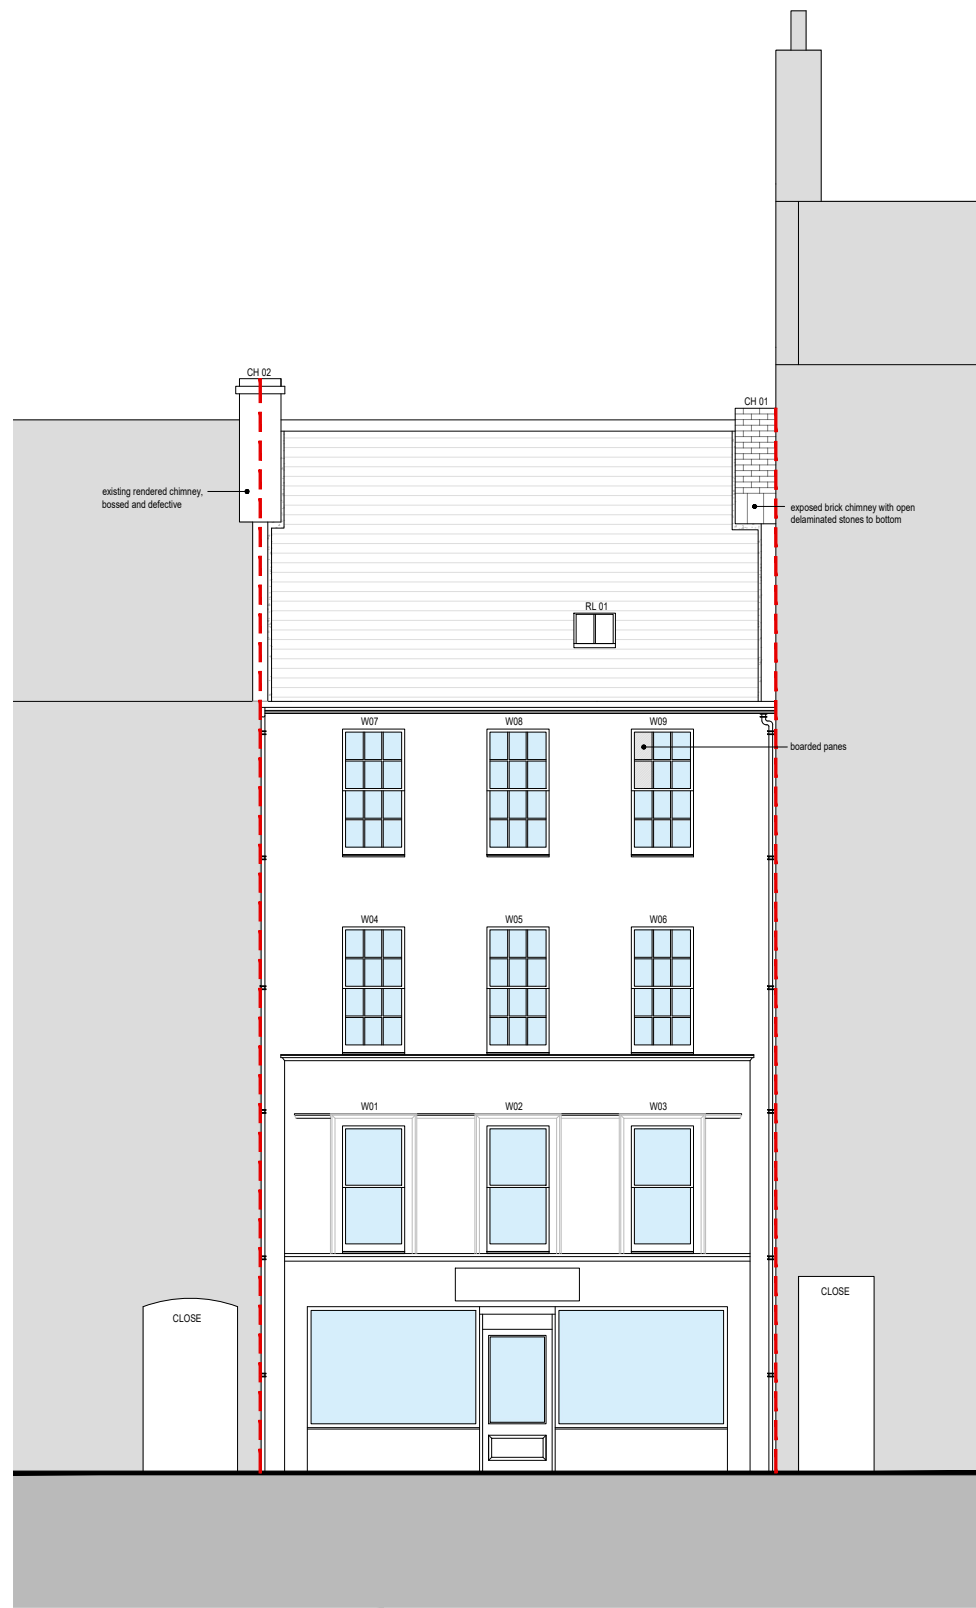 CH 02
CH 01
existing rendered chimney,
bossed and defective
exposed brick chimney with open
delaminated stones to bottom
RL 01
W07
W08
W09
boarded panes
W04
W05
W06
W01
W02
W03
CLOSE
CLOSE